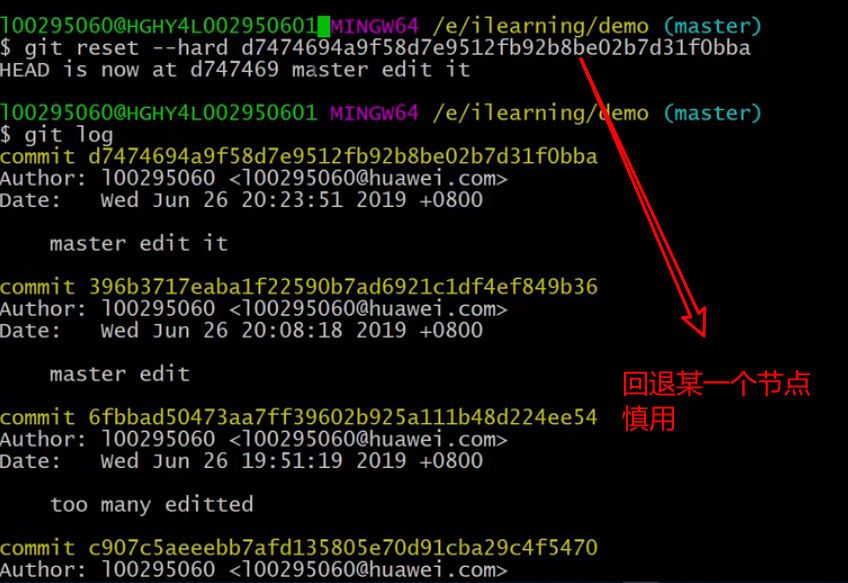 l00295060@HGHY4L002950601 MINGW64 /e/ilearning/demo (master)
$ git reset --hard d7474694a9f58d7e9512fb92b8be02b7d31f0bba
HEAD is now at d747469 master edit it
l00295060@HGHY4L002950601 MINGW64 /e/ilearning/demo (master)
$ git log
commit d7474694a9f58d7e9512fb92b8be02b7d31f0bba
Author: l00295060 <l00295060@huawei.com>
Date:   Wed Jun 26 20:23:51 2019 +0800
master edit it
commit 396b3717eaba1f22590b7ad6921c1df4ef849b36
Author: l00295060 <l00295060@huawei.com>
Date:   Wed Jun 26 20:08:18 2019 +0800
master edit
回退某一个节点
慎用
commit 6fbbad50473aa7ff39602b925a111b48d224ee54
Author: l00295060 <l00295060@huawei.com>
Date:   Wed Jun 26 19:51:19 2019 +0800
too many editted
commit c907c5aeeebb7afd135805e70d91cba29c4f5470
Author: l00295060 <l00295060@huawei.com>